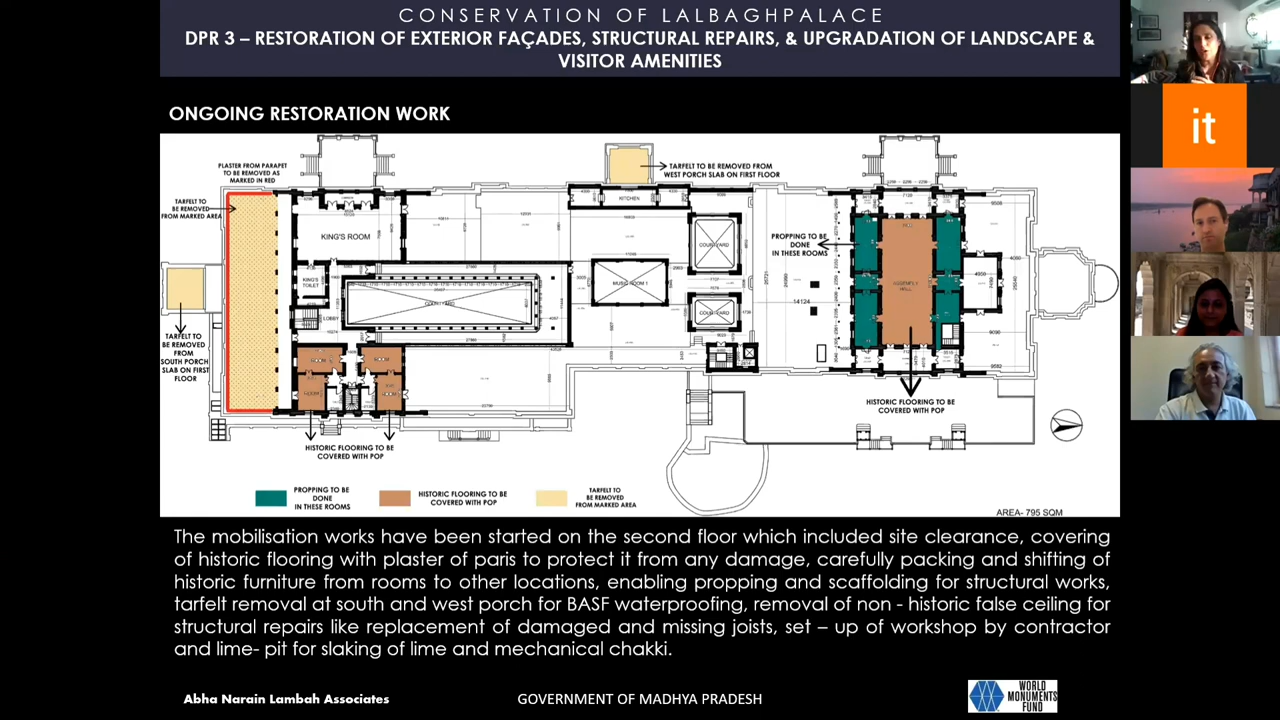 CONSERVATION OF LALBAGHPALACE
DPR 3 – RESTORATION OF EXTERIOR FAÇADES, STRUCTURAL REPAIRS, & UPGRADATION OF LANDSCAPE &
VISITOR AMENITIES
it
ONGOING RESTORATION WORK
PLASTER FROM PARAPET
TO BE REMOVED AS
MARKED IN RED
TARFELT TO BE REMOVED FROM
WEST PORCH SLAB ON FIRST FLOOR
TARFELT TO
BE REMOVED
FROM MARKED AREA
KITCHEN
KING'S ROOM
PROPPING TO BE
DONE
IN THESE ROOMS
KING'S
TOILET
LOBBY
MUSIC ROOM 1
14124
TARFELT TO
BE REMOVED
FROM
SOUTH PORCH
SLAB ON FIRST
FLOOR
HISTORIC FLOORING TO BE
COVERED WITH POP
HISTORIC FLOORING TO BE
COVERED WITH POP
PROPPING TO BE
DONE
IN THESE ROOMS
HISTORIC FLOORING TO BE
COVERED WITH POP
TARFELT TO
BE REMOVED
FROM MARKED AREA
AREA- 795 SQM
The mobilisation works have been started on the second floor which included site clearance, covering
of historic flooring with plaster of paris to protect it from any damage, carefully packing and shifting of
historic furniture from rooms to other locations, enabling propping and scaffolding for structural works,
tarfelt removal at south and west porch for BASF waterproofing, removal of non - historic false ceiling for
structural repairs like replacement of damaged and missing joists, set – up of workshop by contractor
and lime- pit for slaking of lime and mechanical chakki.
Abha Narain Lambah Associates
GOVERNMENT OF MADHYA PRADESH
WORLD
MONUMENTS
FUND